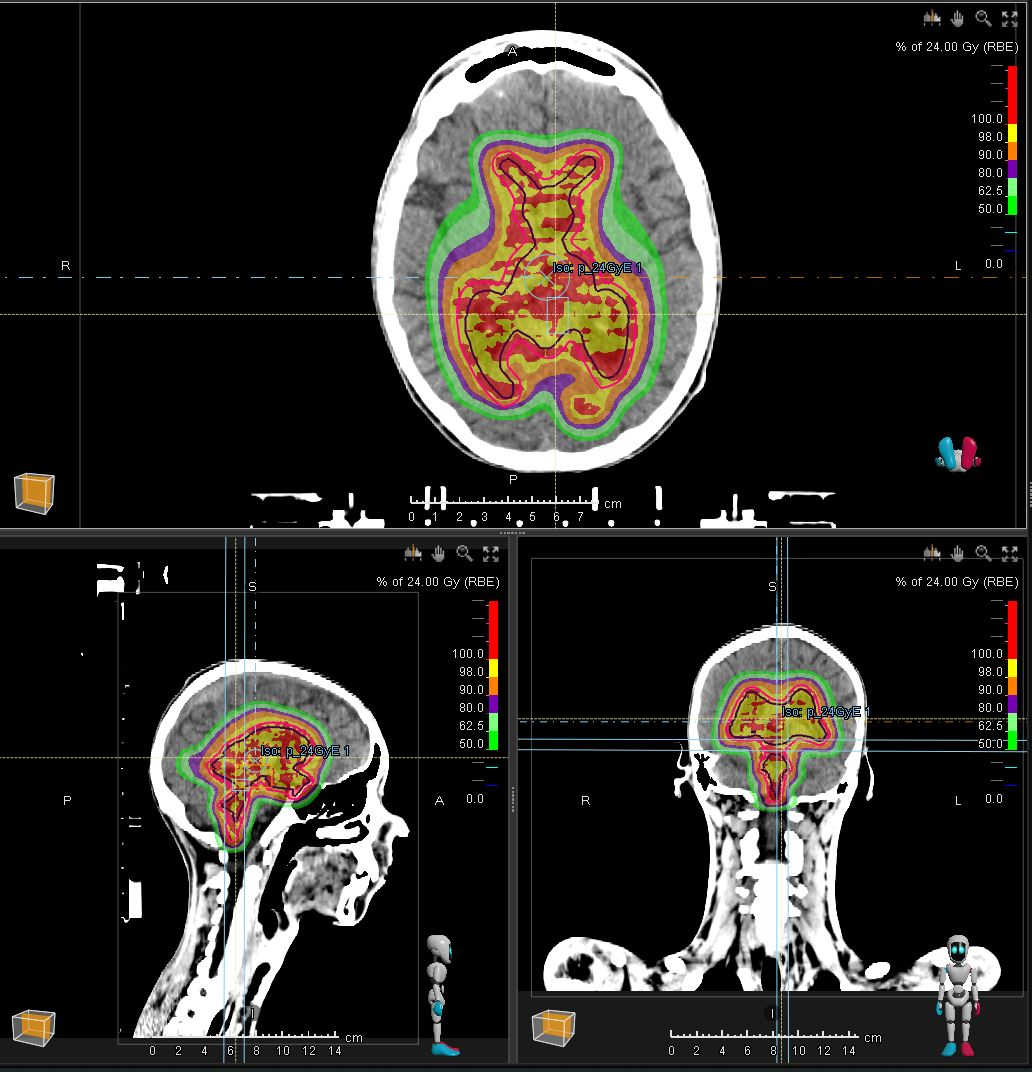 A
% of 24.00 Gy (RBE)
100.0
98.0
90.0
80.0
62.5
50.0
0.0
R
Iso: p_24GyE 1
L
P
cm
0 1 2 3 4 5 6 7
S
% of 24.00 Gy (RBE)
100.0
98.0
90.0
80.0
62.5
50.0
0.0
Iso: p_24GyE 1
P
A
I
cm
0 2 4 6 8 10 12 14
S
% of 24.00 Gy (RBE)
100.0
98.0
90.0
80.0
62.5
50.0
0.0
Iso: p_24GyE 1
R
L
I
cm
0 2 4 6 8 10 12 14